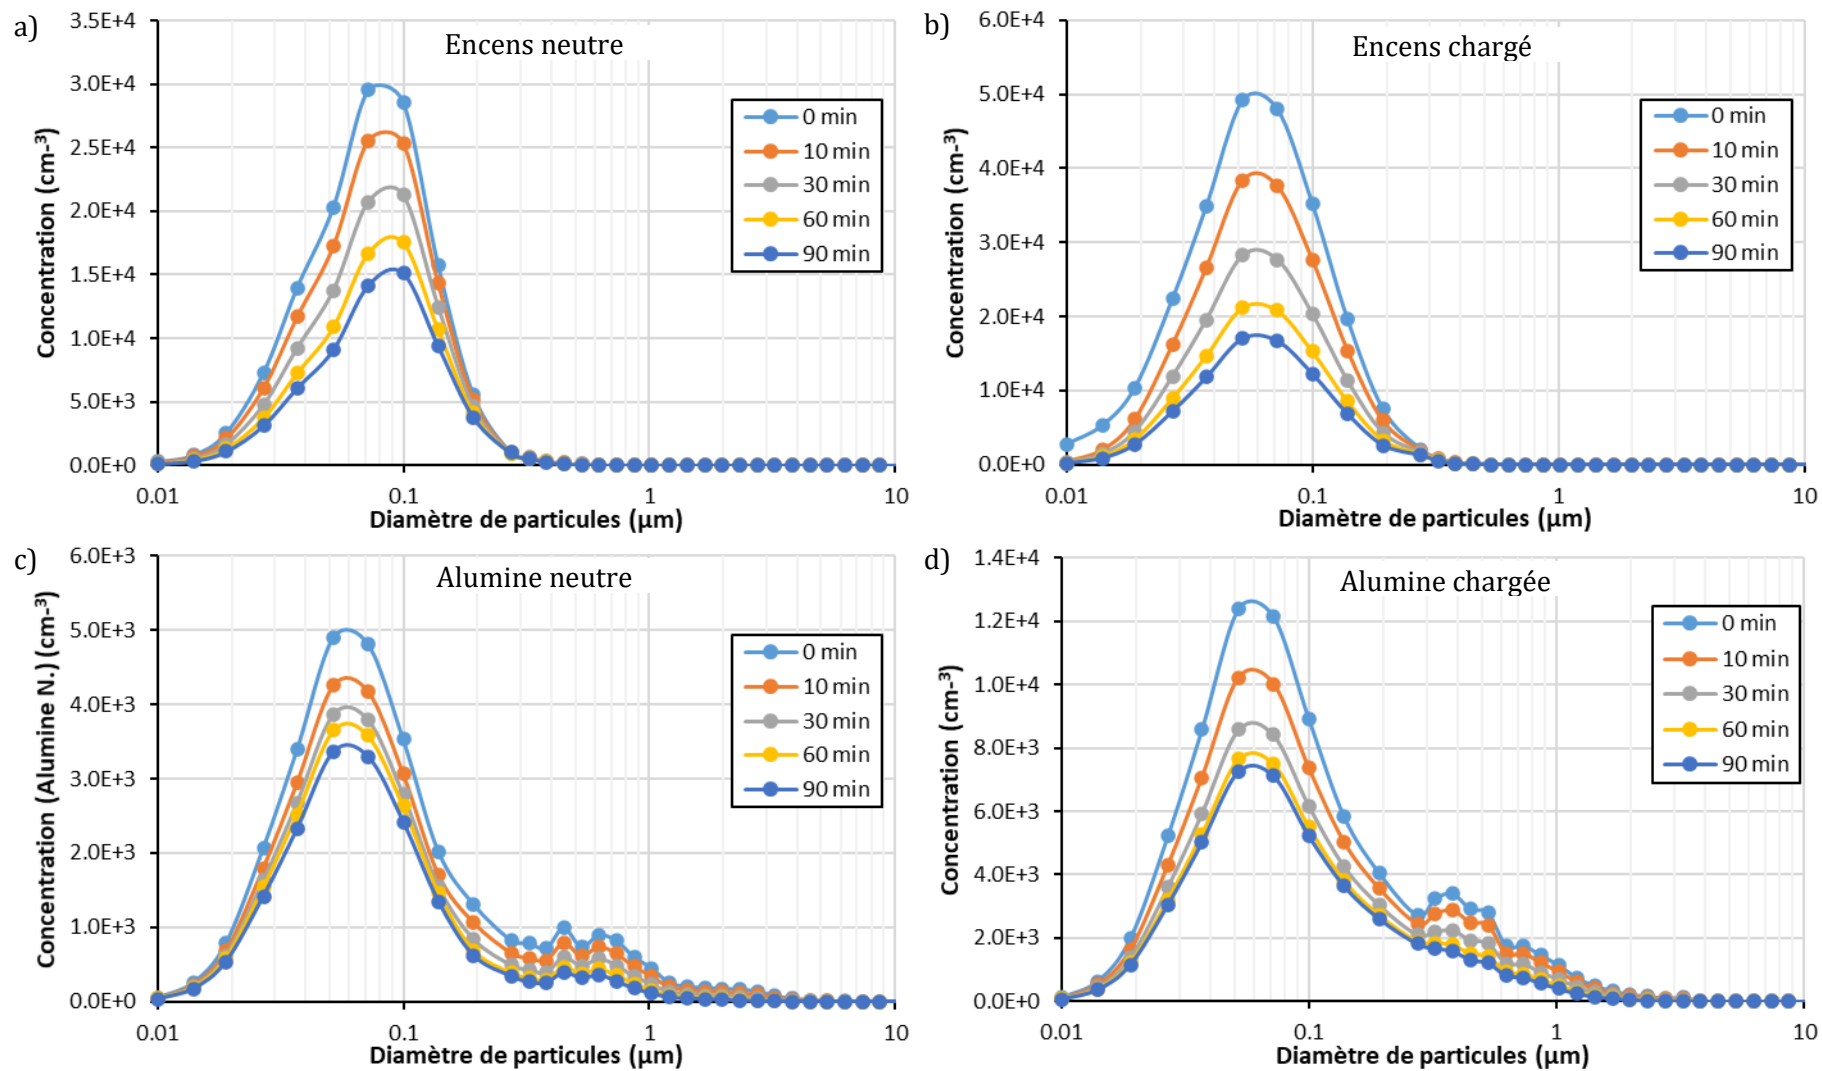 a)
Encens neutre
3.5E+4
3.0E+4
2.5E+4
2.0E+4
1.5E+4
1.0E+4
5.0E+3
0.0E+0
Concentration (cm-³)
0 min
10 min
30 min
60 min
90 min
0.01 0.1 1 10
Diamètre de particules (µm)
b)
Encens chargé
6.0E+4
5.0E+4
4.0E+4
3.0E+4
2.0E+4
1.0E+4
0.0E+0
Concentration (cm-³)
0 min
10 min
30 min
60 min
90 min
0.01 0.1 1 10
Diamètre de particules (µm)
c)
Alumine neutre
6.0E+3
5.0E+3
4.0E+3
3.0E+3
2.0E+3
1.0E+3
0.0E+0
Concentration (Alumine N.) (cm-³)
0 min
10 min
30 min
60 min
90 min
0.01 0.1 1 10
Diamètre de particules (µm)
d)
Alumine chargée
1.4E+4
1.2E+4
1.0E+4
8.0E+3
6.0E+3
4.0E+3
2.0E+3
0.0E+0
Concentration (cm-³)
0 min
10 min
30 min
60 min
90 min
0.01 0.1 1 10
Diamètre de particules (µm)